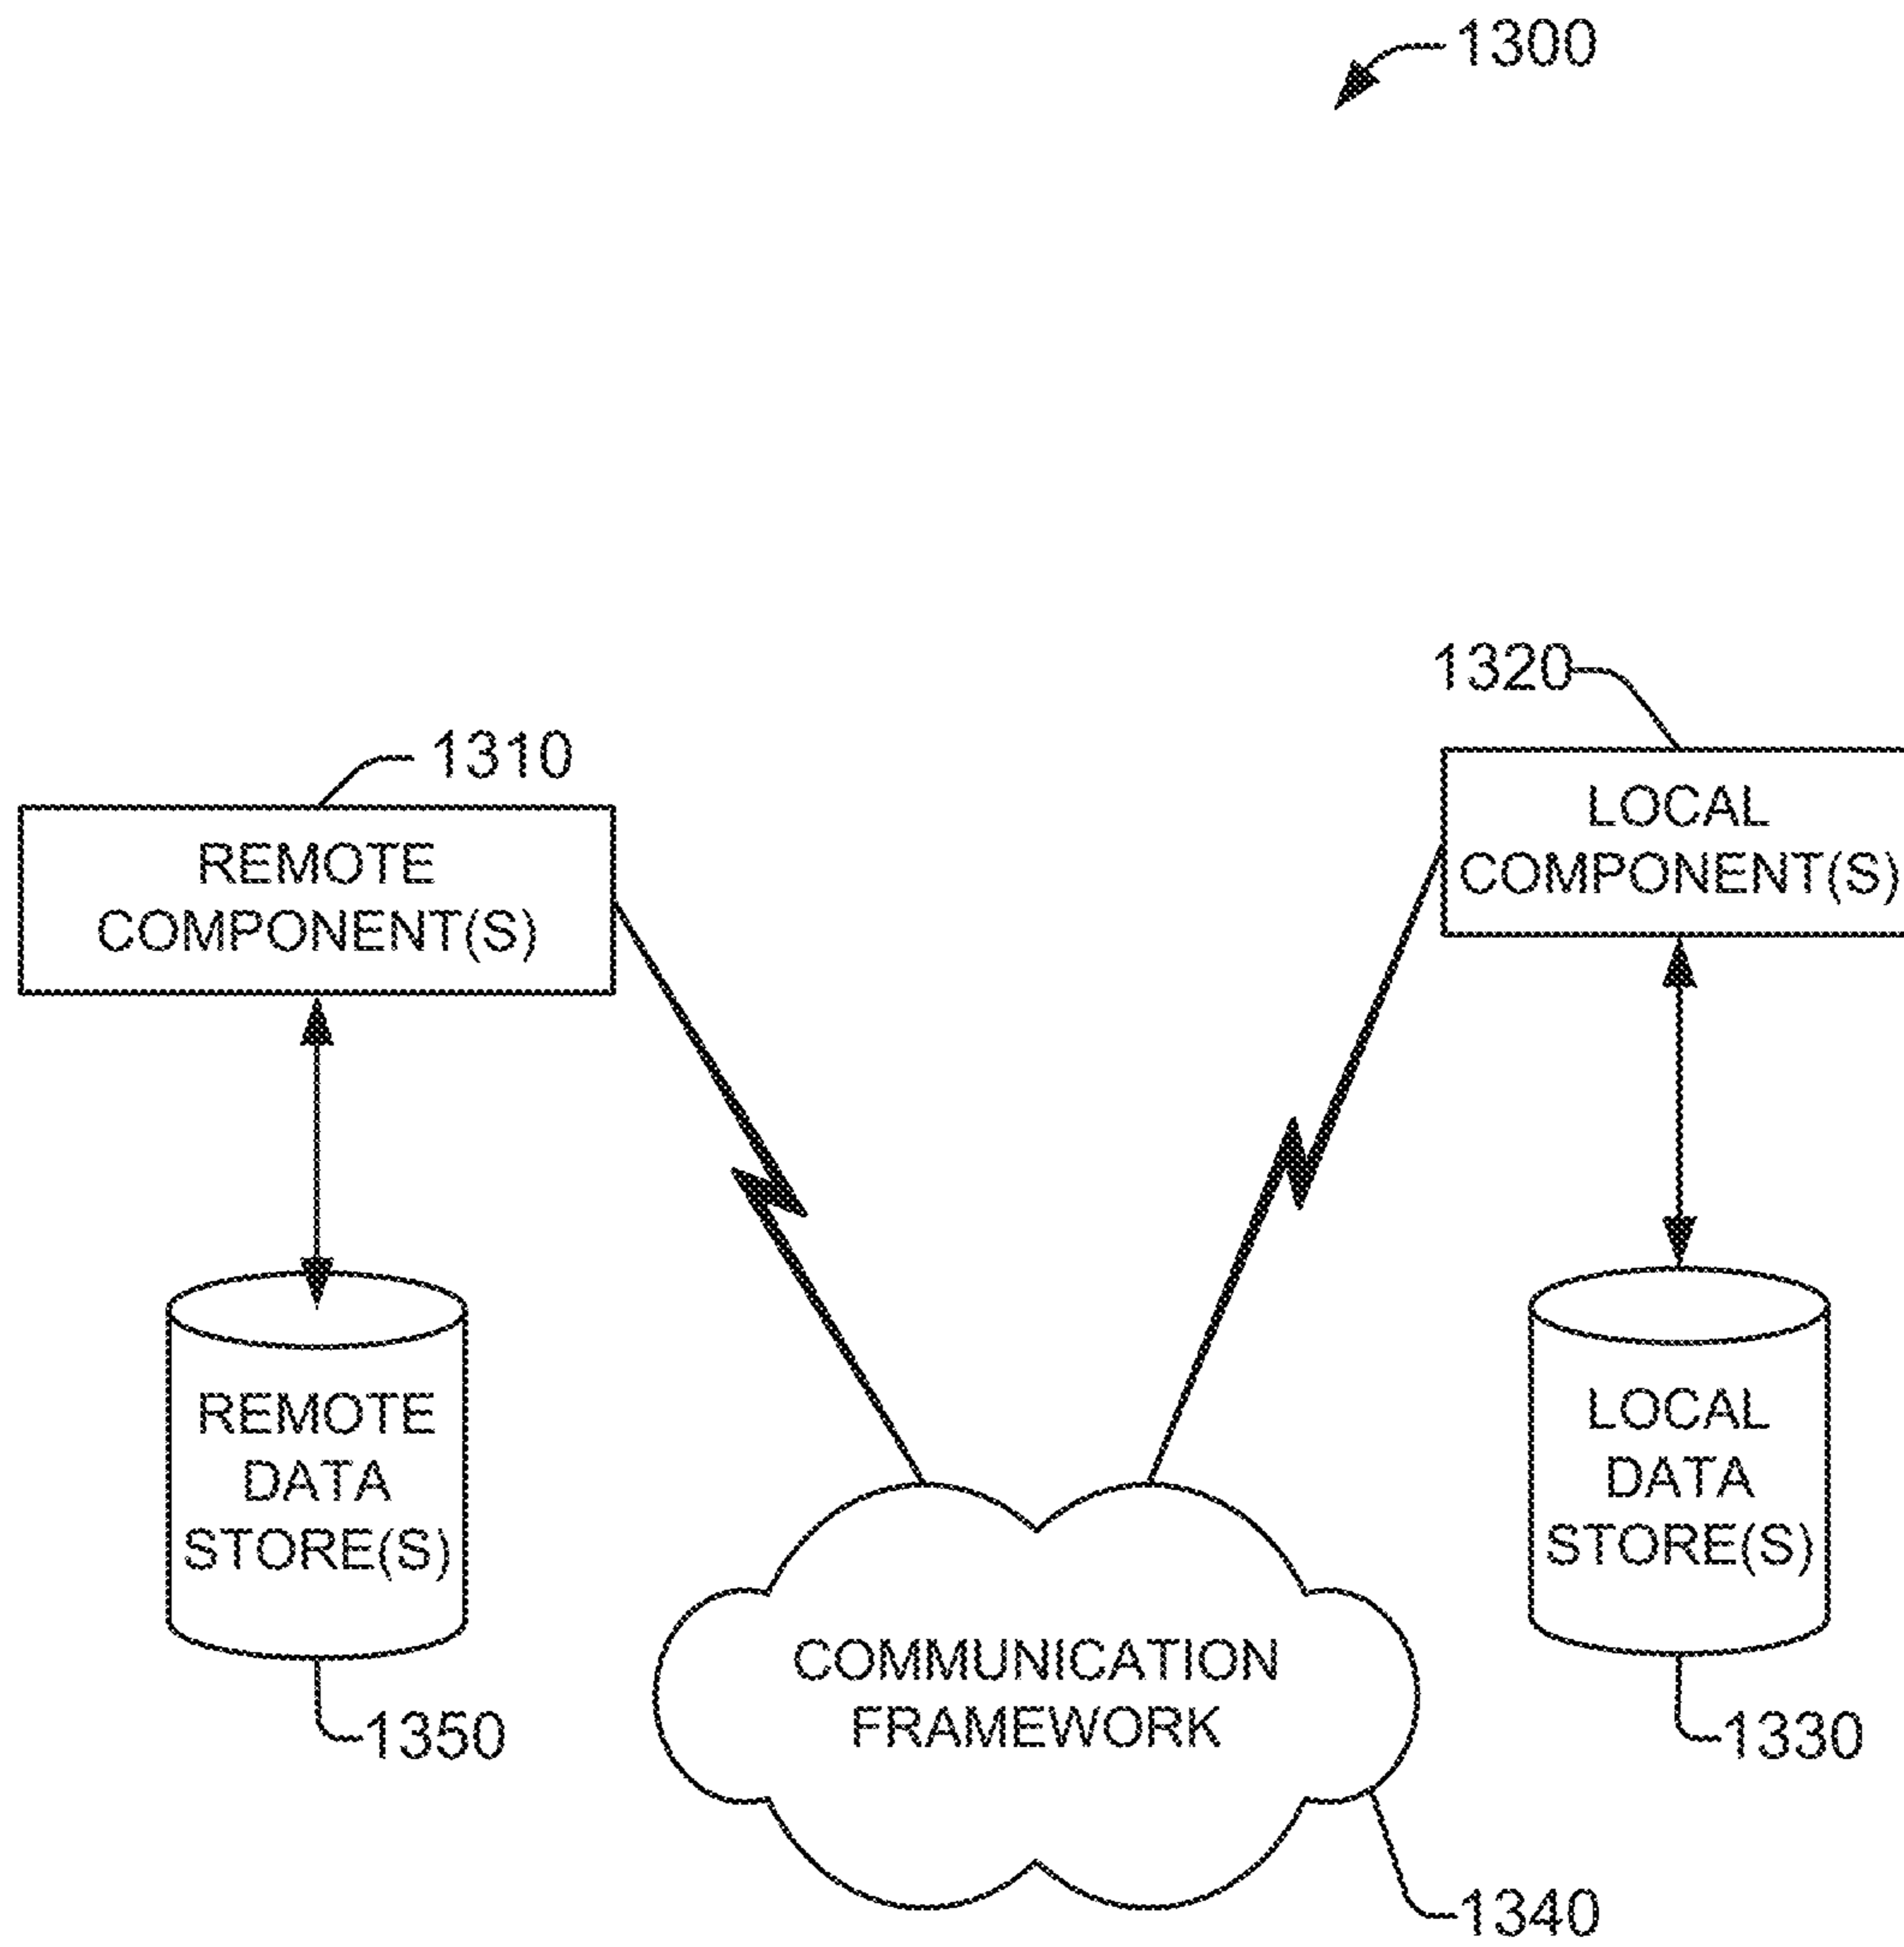 1300
1320
1310
LOCAL
COMPONENT(S)
REMOTE
COMPONENT(S)
REMOTE
DATA
STORE(S)
LOCAL
DATA
STORE(S)
COMMUNICATION
FRAMEWORK
1350
1330
1340